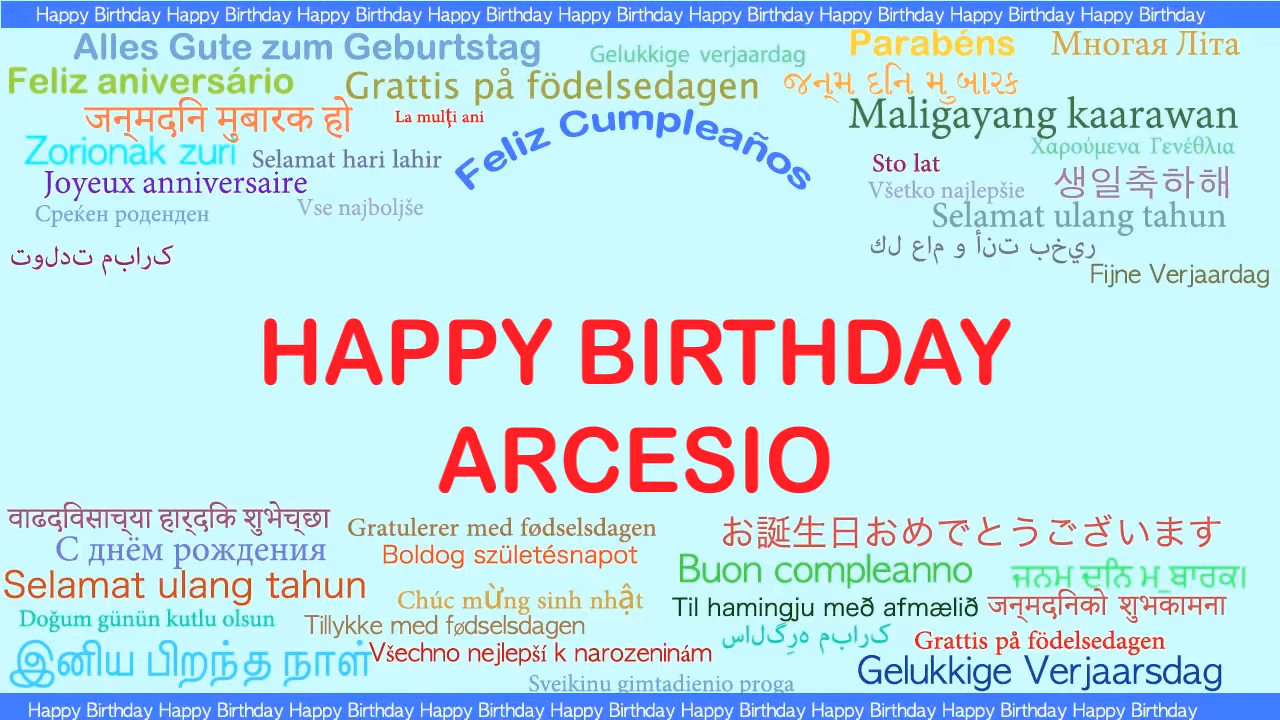 Happy Birthday Happy Birthday Happy Birthday Happy Birthday Happy Birthday Happy Birthday Happy Birthday Happy Birthday Happy Birthday
Alles Gute zum Geburtstag
Gelukkige verjaardag
Parabéns
Многая Літа
Feliz aniversário
Grattis på födelsedagen
જન્મ દિન મુબારક
जन्मदिन मुबारक हो
La mulţi ani
Feliz Cumpleaños
Maligayang kaarawan
Zorionak zuri
Selamat hari lahir
Χαρούμενα Γενέθλια
Sto lat
Joyeux anniversaire
Všetko najlepšie
생일축하해
Среќен роденден
Vse najboljše
Selamat ulang tahun
تولدت مبارک
كل عام و أنت بخير
Fijne Verjaardag
HAPPY BIRTHDAY
ARCESIO
वाढदिवसाच्या हार्दिक शुभेच्छा
Gratulerer med fødselsdagen
お誕生日おめでとうございます
С днём рождения
Boldog születésnapot
Buon compleanno
ਜਨਮ ਦਿਨ ਮੁਬਾਰਕ।
Selamat ulang tahun
Chúc mừng sinh nhật
Til hamingju með afmælið
जन्मदिनको शुभकामना
Doğum günün kutlu olsun
Tillykke med fødselsdagen
سالگرہ مبارک
Grattis på födelsedagen
இனிய பிறந்த நாள்
Všechno nejlepší k narozeninám
Gelukkige Verjaarsdag
Sveikinu gimtadienio proga
Happy Birthday Happy Birthday Happy Birthday Happy Birthday Happy Birthday Happy Birthday Happy Birthday Happy Birthday Happy Birthday